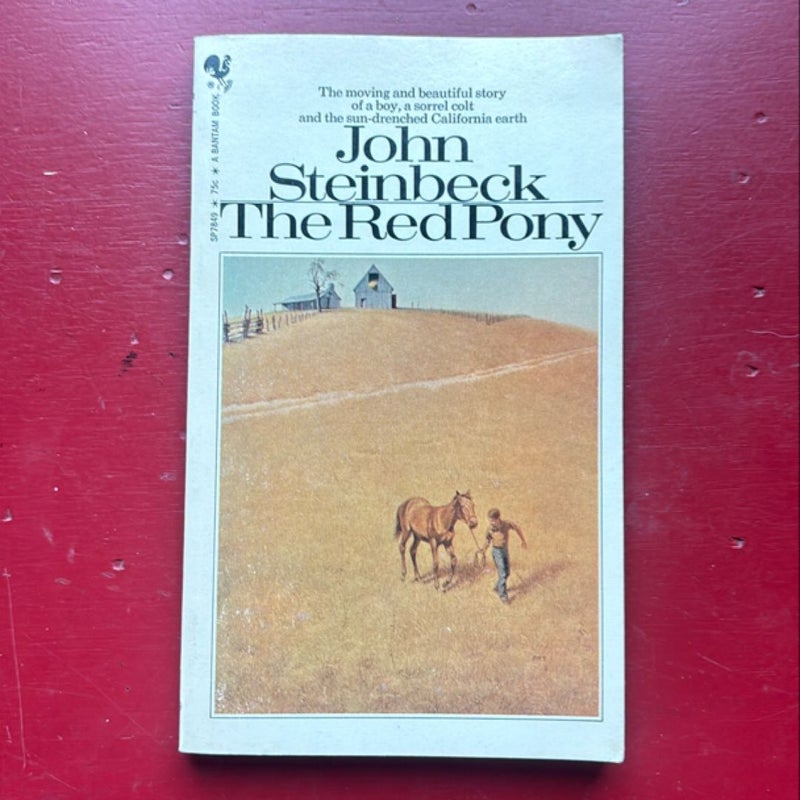 The moving and beautiful story
of a boy, a sorrel colt
and the sun-drenched California earth
John
Steinbeck
The Red Pony
SP7849 * 75c * A BANTAM BOOK